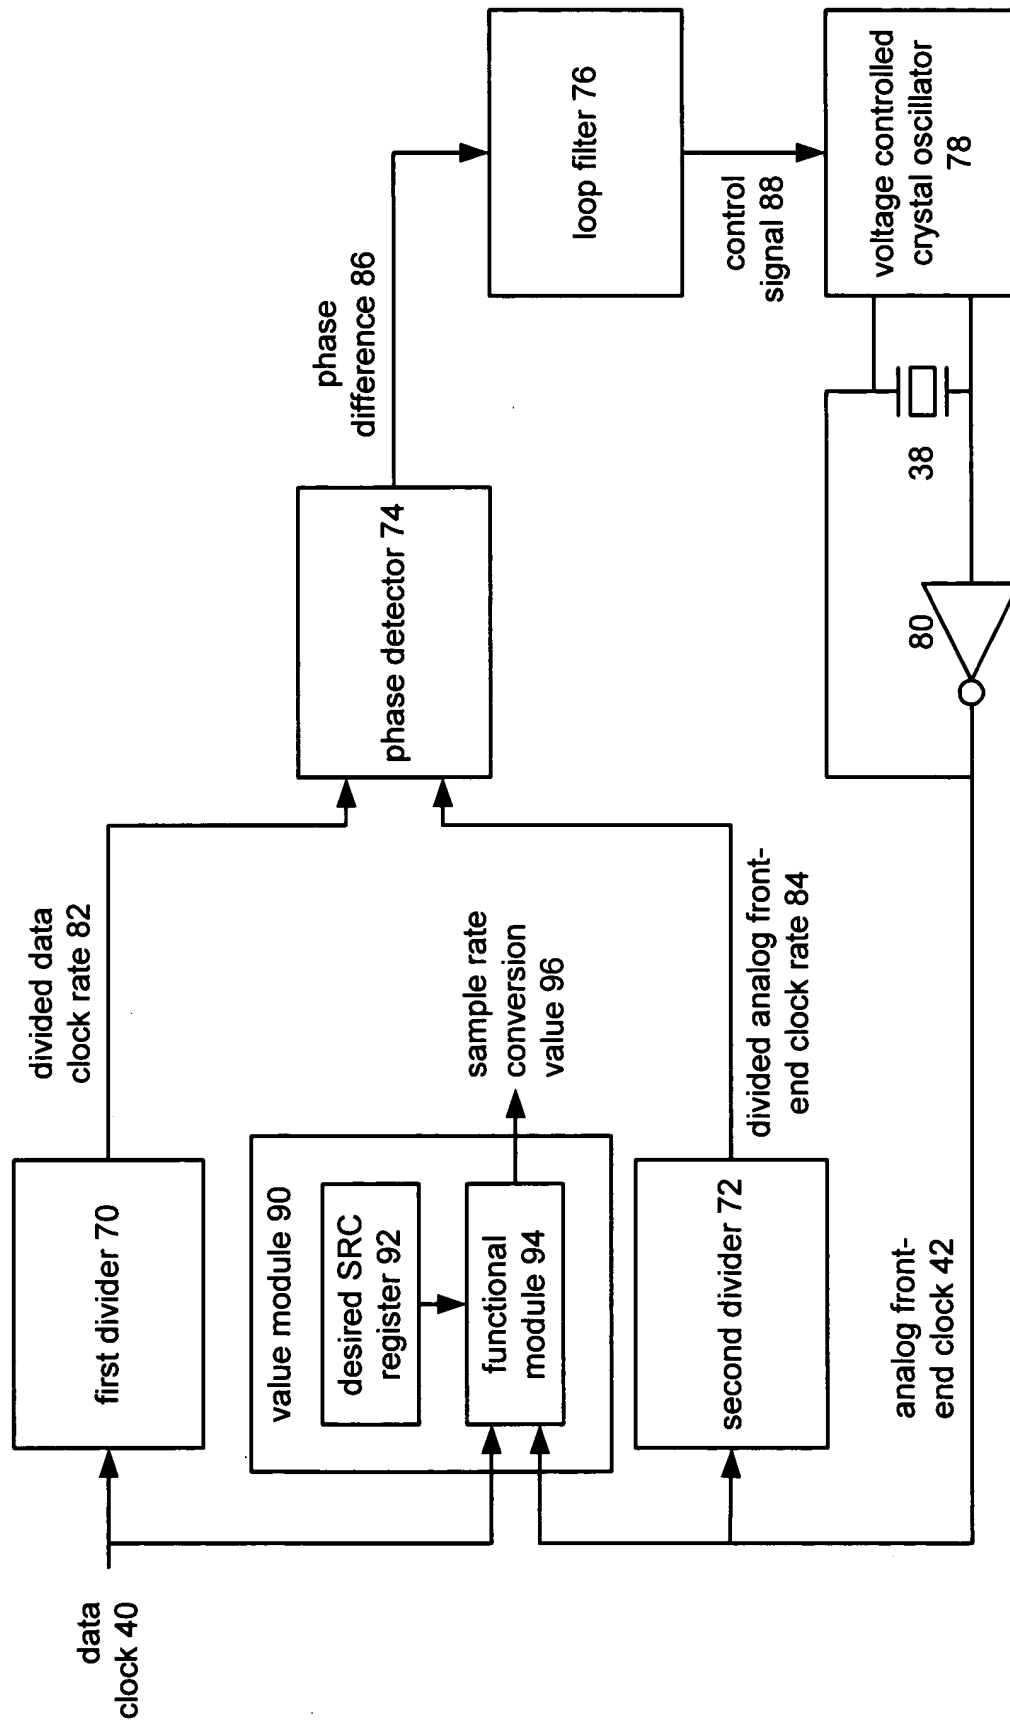 data
clock 40
first divider 70
divided data
clock rate 82
value module 90
desired SRC
register 92
functional
module 94
sample rate
conversion
value 96
second divider 72
divided analog front-
end clock rate 84
analog front-
end clock 42
phase detector 74
phase
difference 86
loop filter 76
control
signal 88
voltage controlled
crystal oscillator
78
38
80